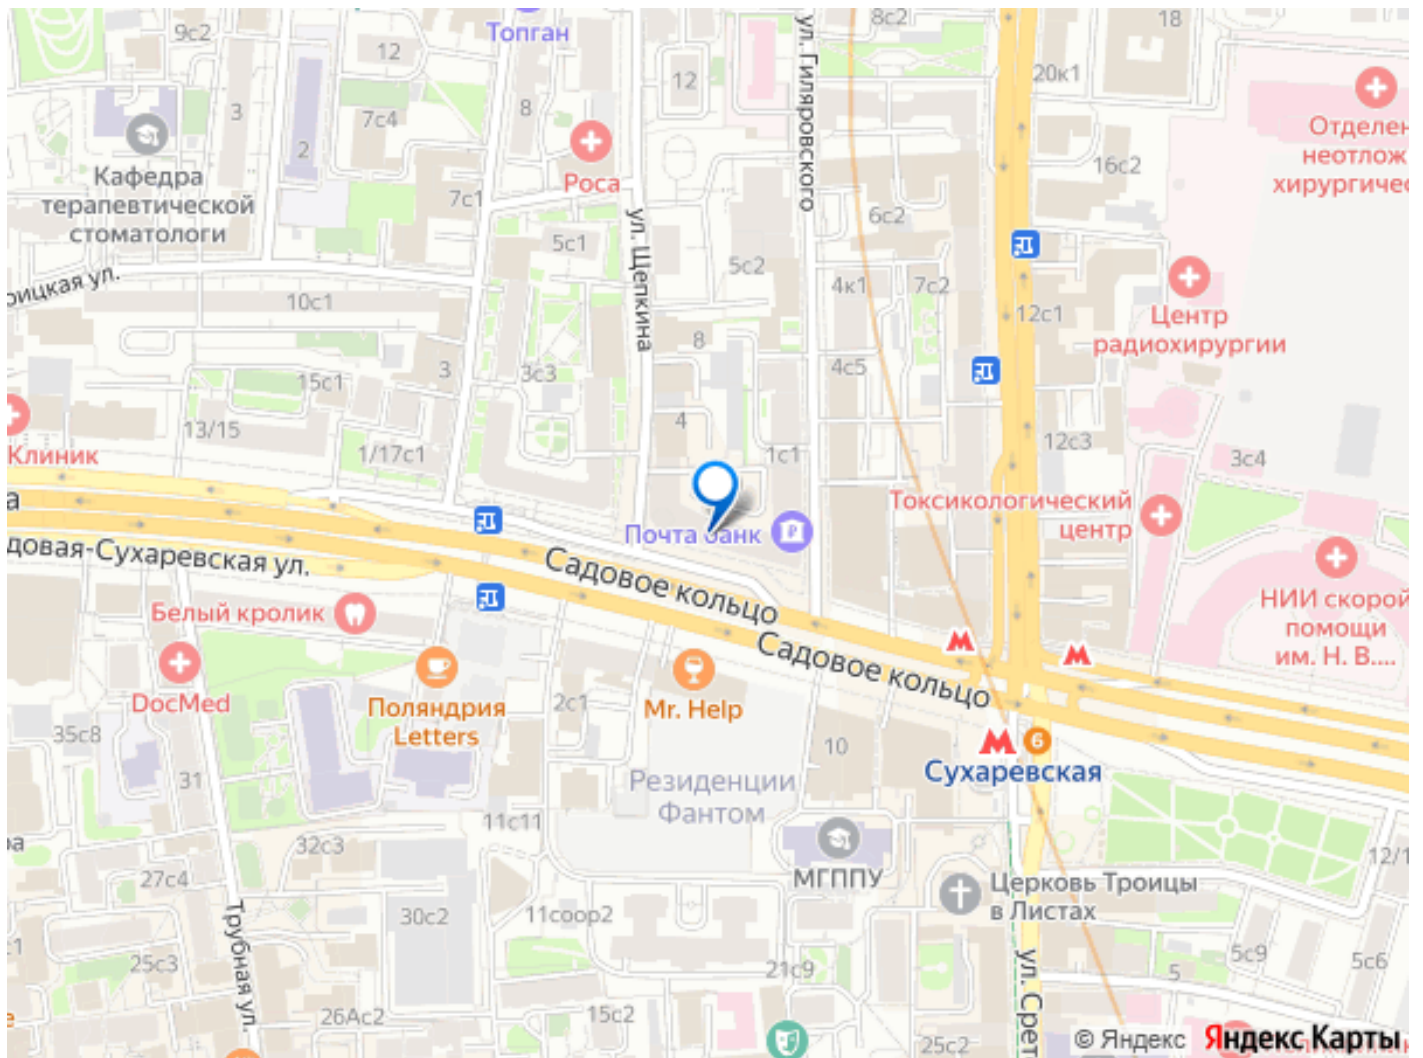 9с2
12
Топган
8с2
18
ул. Гиляровского
20к1
3
7с4
8
12
2
Отделен
неотлож
хирургичес
Кафедра
терапевтической
стоматологи
Роса
16с2
7с1
ул. Щепкина
5с1
6с2
5с2
4к1
7с2
оицкая ул.
10с1
12с1
Центр
радиохирургии
8
3
3с3
15с1
4с5
13/15
4
12с3
Клиник
1/17с1
1с1
3с4
Токсикологический
центр
а
Почта банк
довая-Сухаревская ул.
Садовое кольцо
Садовое кольцо
Белый кролик
НИИ скорой
помощи
им. Н. В....
DocMed
Поляндрия
Letters
2с1
Mr. Help
35с8
10
6
Сухаревская
31
Резиденции
Фантом
11с11
32с3
ра
МГППУ
12/1
27с4
Церковь Троицы
в Листах
30с2
11соор2
Трубная ул.
с1
25с3
21с9
5
5с9
5с6
ул. Срет
26Ас2
15с2
25с2
е
© Яндекс
Яндекс Карты